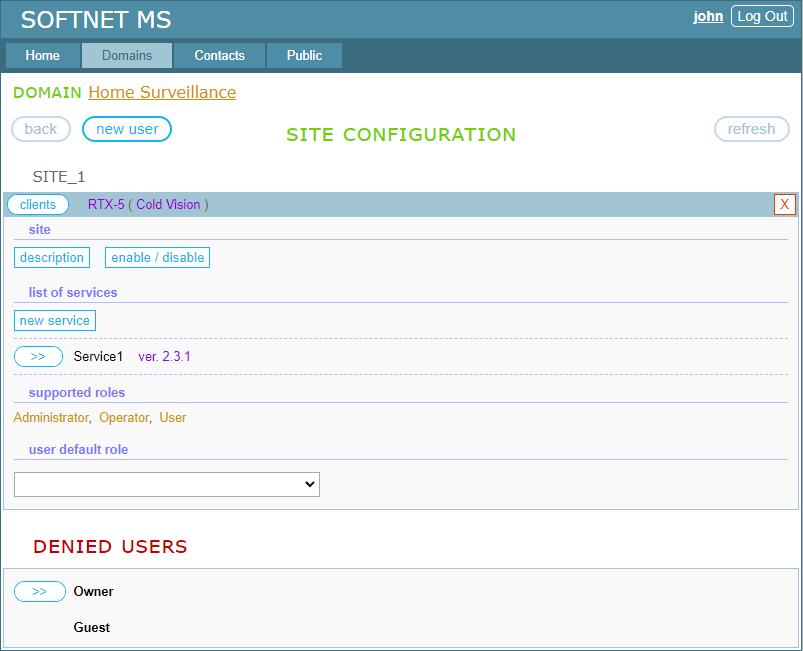 SOFTNET MS john Log Out
Home Domains Contacts Public
DOMAIN Home Surveillance
back new user SITE CONFIGURATION refresh
SITE_1
clients RTX-5 ( Cold Vision ) X
site
description enable / disable
list of services
new service
>> Service1 ver. 2.3.1
supported roles
Administrator, Operator, User
user default role
DENIED USERS
>> Owner
Guest